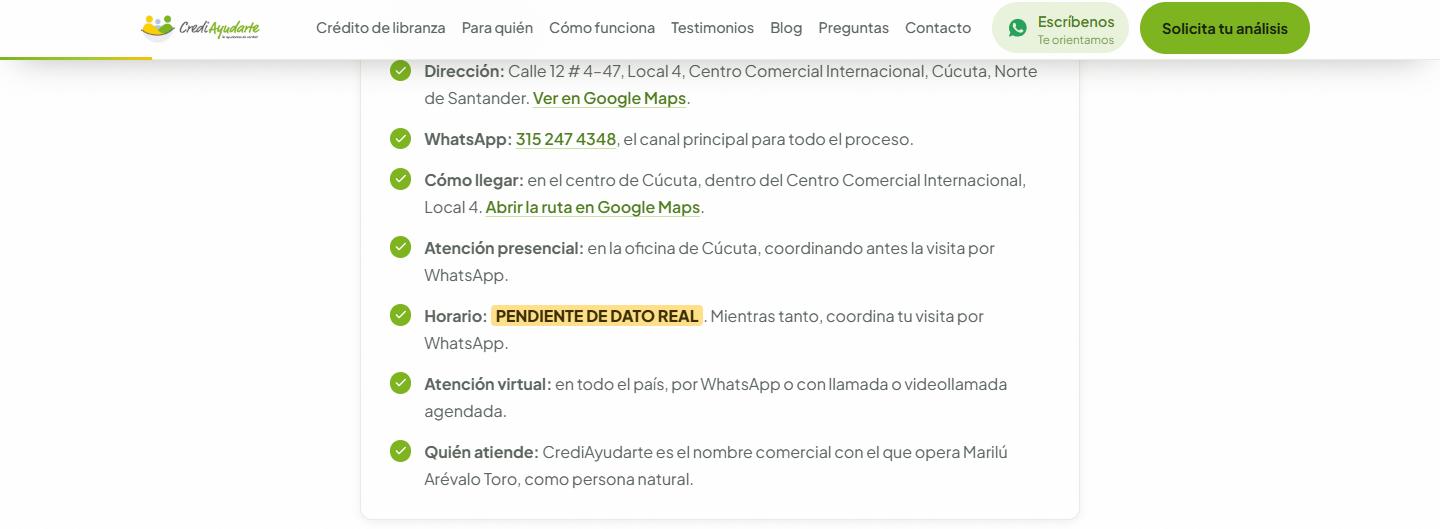 CrediAyudarte
Crédito de libranza
Para quién
Cómo funciona
Testimonios
Blog
Preguntas
Contacto
Escríbenos
Te orientamos
Solicita tu análisis
Dirección: Calle 12 # 4–47, Local 4, Centro Comercial Internacional, Cúcuta, Norte
de Santander. Ver en Google Maps.
WhatsApp: 315 247 4348, el canal principal para todo el proceso.
Cómo llegar: en el centro de Cúcuta, dentro del Centro Comercial Internacional,
Local 4. Abrir la ruta en Google Maps.
Atención presencial: en la oficina de Cúcuta, coordinando antes la visita por
WhatsApp.
Horario: PENDIENTE DE DATO REAL. Mientras tanto, coordina tu visita por
WhatsApp.
Atención virtual: en todo el país, por WhatsApp o con llamada o videollamada
agendada.
Quién atiende: CrediAyudarte es el nombre comercial con el que opera Marilú
Arévalo Toro, como persona natural.